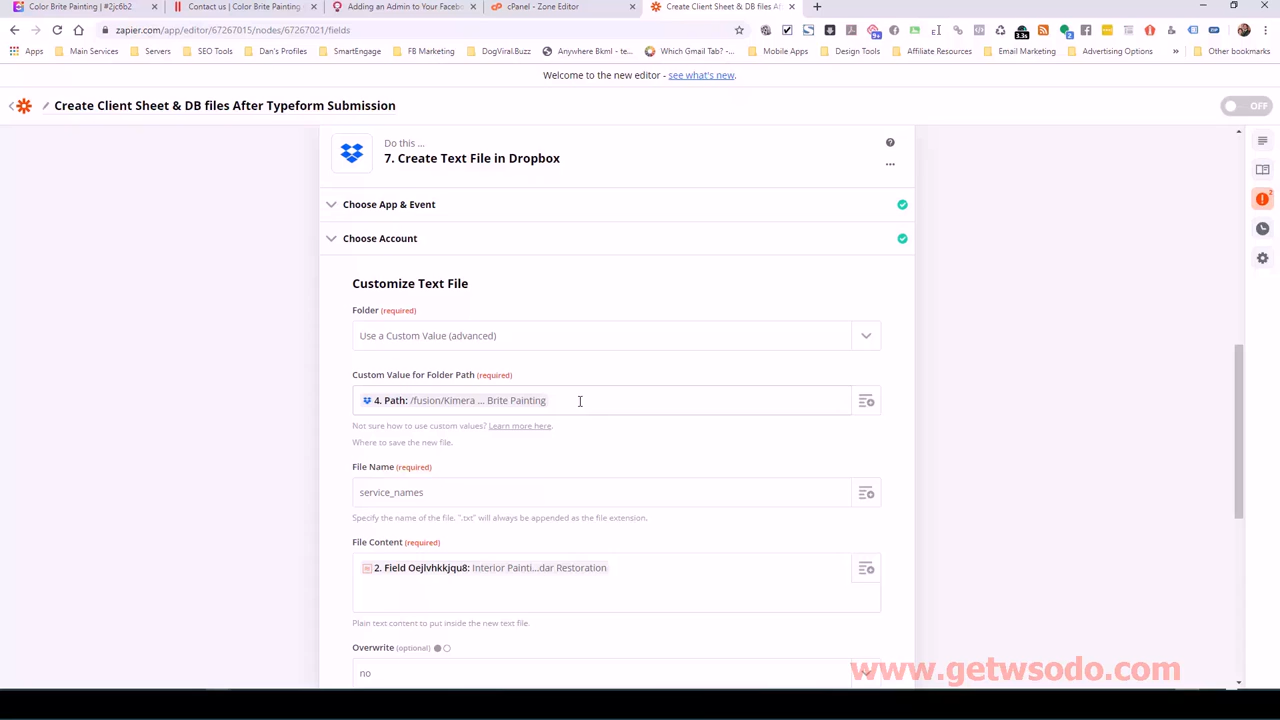 Color Brite Painting | #2jc6b2
Contact us | Color Brite Painting
Adding an Admin to Your Facebo
cPanel - Zone Editor
Create Client Sheet & DB files Af
zapier.com/app/editor/67267015/nodes/67267021/fields
Apps
Main Services
Servers
SEO Tools
Dan's Profiles
SmartEngage
FB Marketing
DogViral.Buzz
Anywhere Bkml - te...
Which Gmail Tab? -...
Mobile Apps
Design Tools
Affiliate Resources
Email Marketing
Advertising Options
Other bookmarks
Welcome to the new editor - see what's new.
Create Client Sheet & DB files After Typeform Submission
OFF
Do this ...
7. Create Text File in Dropbox
Choose App & Event
Choose Account
Customize Text File
Folder (required)
Use a Custom Value (advanced)
Custom Value for Folder Path (required)
4. Path: /fusion/Kimera ... Brite Painting
Not sure how to use custom values? Learn more here.
Where to save the new file.
File Name (required)
service_names
Specify the name of the file. ".txt" will always be appended as the file extension.
File Content (required)
2. Field Oejlvhkkjqu8: Interior Painti...dar Restoration
Plain text content to put inside the new text file.
Overwrite (optional)
no
www.getwsodo.com